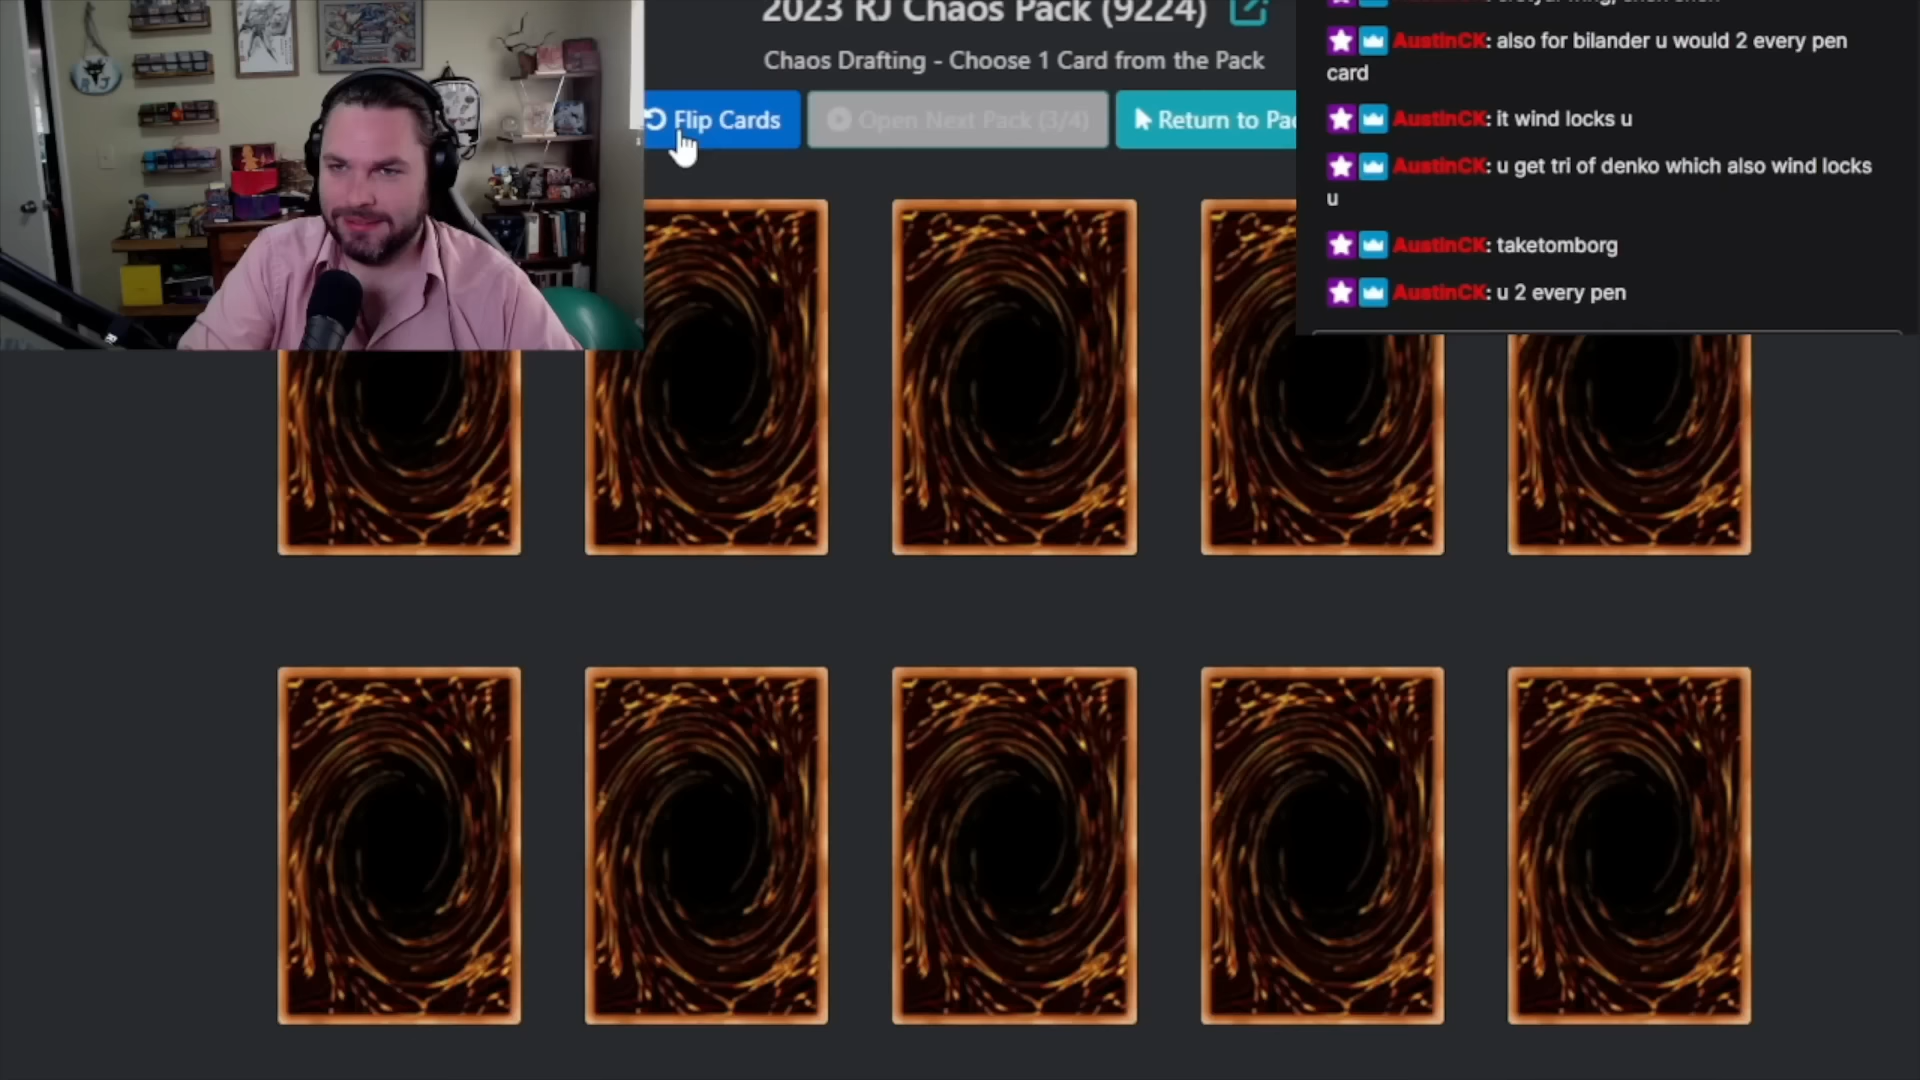 2023 RJ Chaos Pack (9224)
Chaos Drafting - Choose 1 Card from the Pack
Flip Cards
Open Next Pack (3/4)
Return to Pac
AustinCK: also for bilander u would 2 every pen
card
AustinCK: it wind locks u
AustinCK: u get tri of denko which also wind locks
u
AustinCK: taketomborg
AustinCK: u 2 every pen
RJ